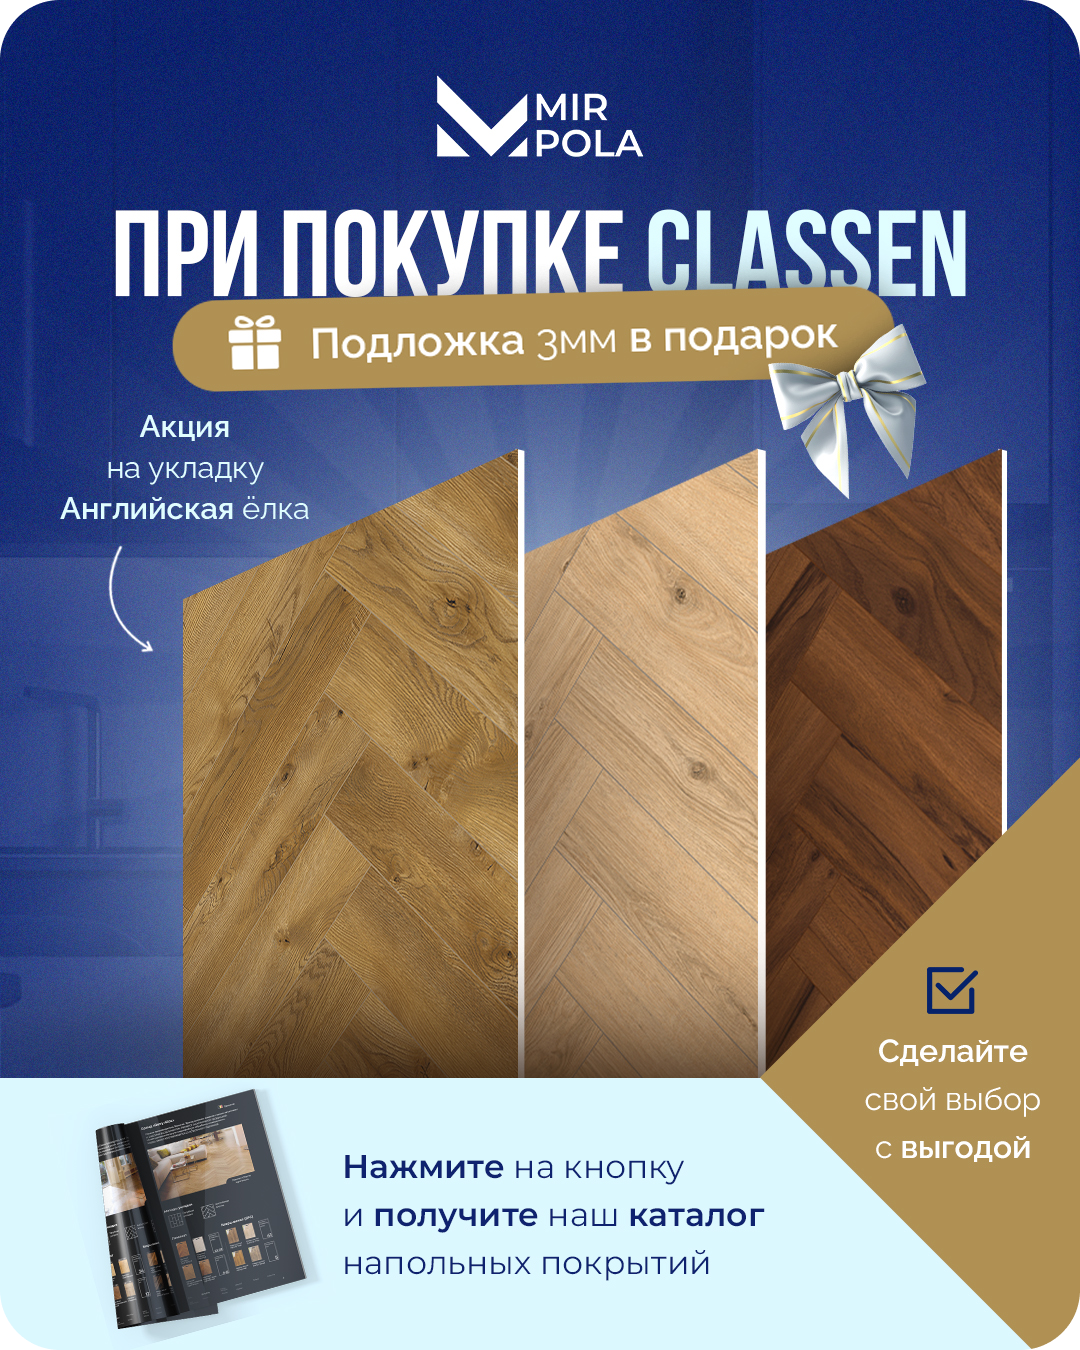 MIR
POLA
ПРИ ПОКУПКЕ CLASSEN
Подложка 3мм в подарок
Акция
на укладку
Английская ёлка
Сделайте
свой выбор
с выгодой
Нажмите на кнопку
и получите наш каталог
напольных покрытий